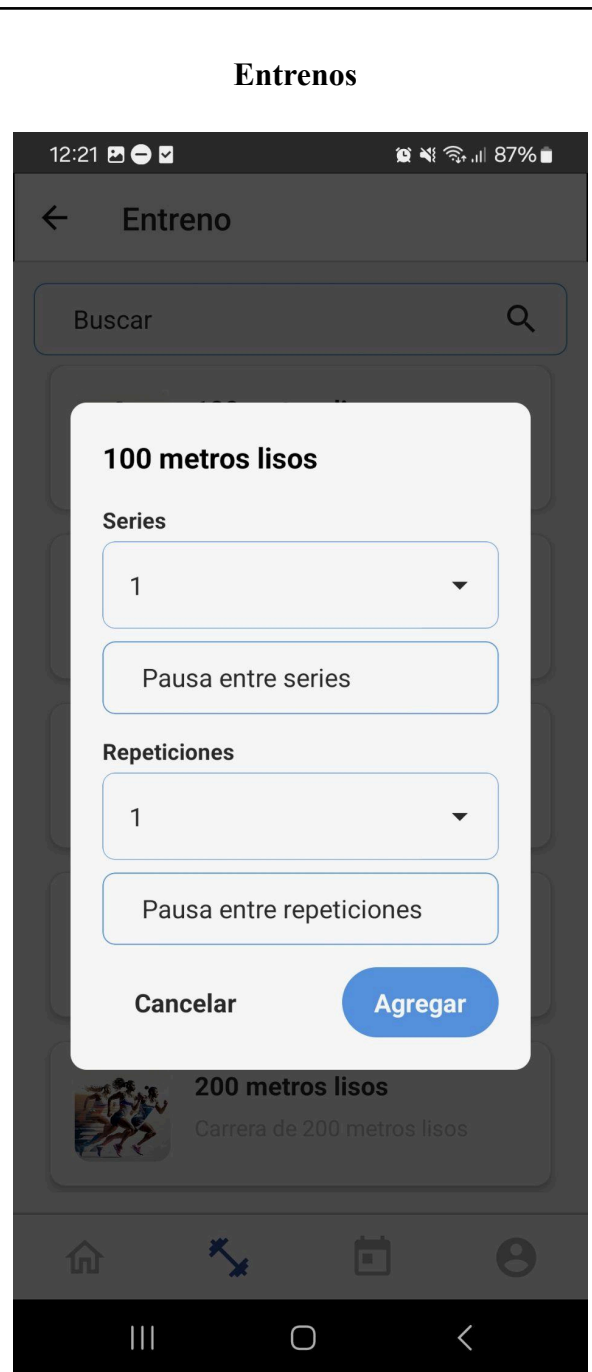 Entrenos
12:21
87%
Entreno
Buscar
100 metros lisos
Series
1
Pausa entre series
Repeticiones
1
Pausa entre repeticiones
Cancelar
Agregar
200 metros lisos
Carrera de 200 metros lisos